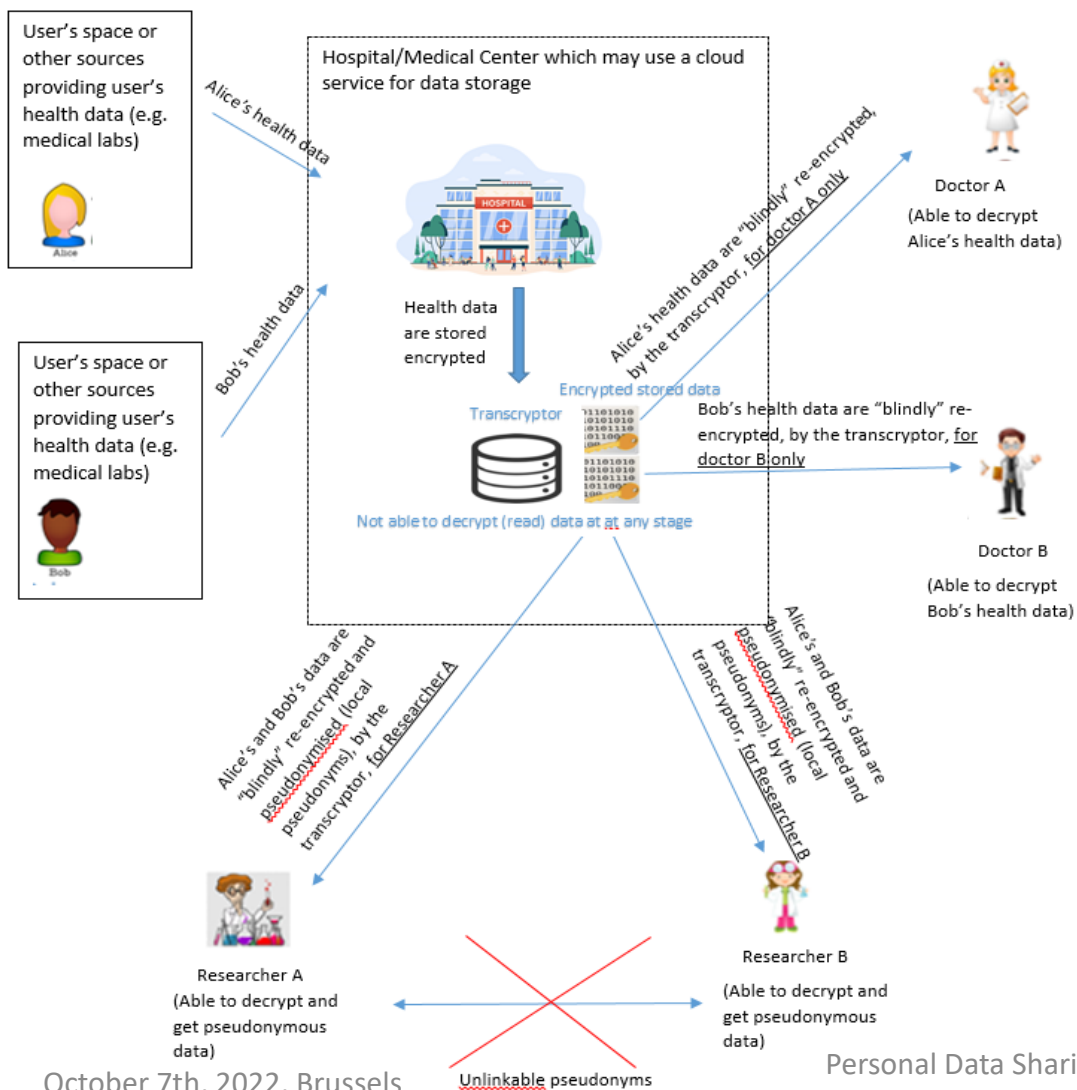 User's space or
other sources
providing user's
health data (e.g.
medical labs)
Alice
Alice's health data
Hospital/Medical Center which may use a cloud
service for data storage
HOSPITAL
Doctor A
(Able to decrypt
Alice's health data)
Alice's health data are "blindly" re-encrypted,
by the transcryptor, for doctor A only
Bob's health data
Health data
are stored
encrypted
User's space or
other sources
providing user's
health data (e.g.
medical labs)
Bob
Encrypted stored data
Transcryptor
01101010
10101010
10101110
01101010
10101010
10101110
Not able to decrypt (read) data at at any stage
Bob's health data are "blindly" re-
encrypted, by the transcryptor, for
doctor B only
Doctor B
(Able to decrypt
Bob's health data)
Alice's and Bob's data are
"blindly" re-encrypted and
pseudonymised (local
pseudonyms), by the
transcryptor, for Researcher A
Alice's and Bob's data are
"blindly" re-encrypted and
pseudonymised (local
pseudonyms), by the
transcryptor, for Researcher B
Researcher A
(Able to decrypt and
get pseudonymous
data)
Researcher B
(Able to decrypt and
get pseudonymous
data)
Unlinkable pseudonyms
October 7th, 2022, Brussels
Personal Data Shari